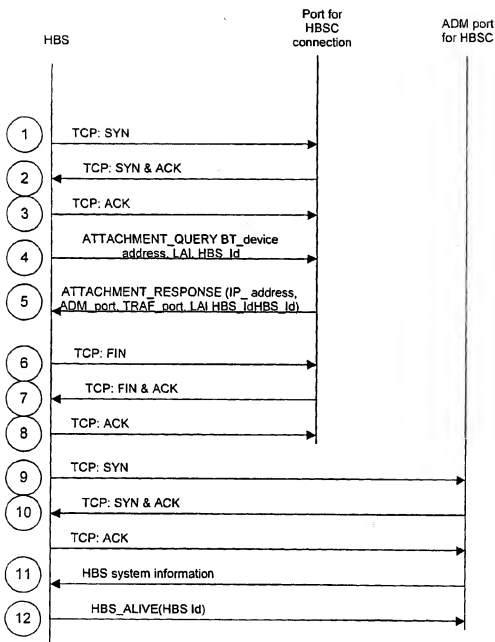 HBS
Port for
HBSC
connection
ADM port
for HBSC
1
TCP: SYN
2
TCP: SYN & ACK
3
TCP: ACK
4
ATTACHMENT_QUERY BT_device
address, LAI, HBS_Id
5
ATTACHMENT_RESPONSE (IP_ address,
ADM_port, TRAF_port, LAI HBS_IdHBS_Id)
6
TCP: FIN
7
TCP: FIN & ACK
8
TCP: ACK
9
TCP: SYN
10
TCP: SYN & ACK
TCP: ACK
11
HBS system information
12
HBS_ALIVE(HBS Id)